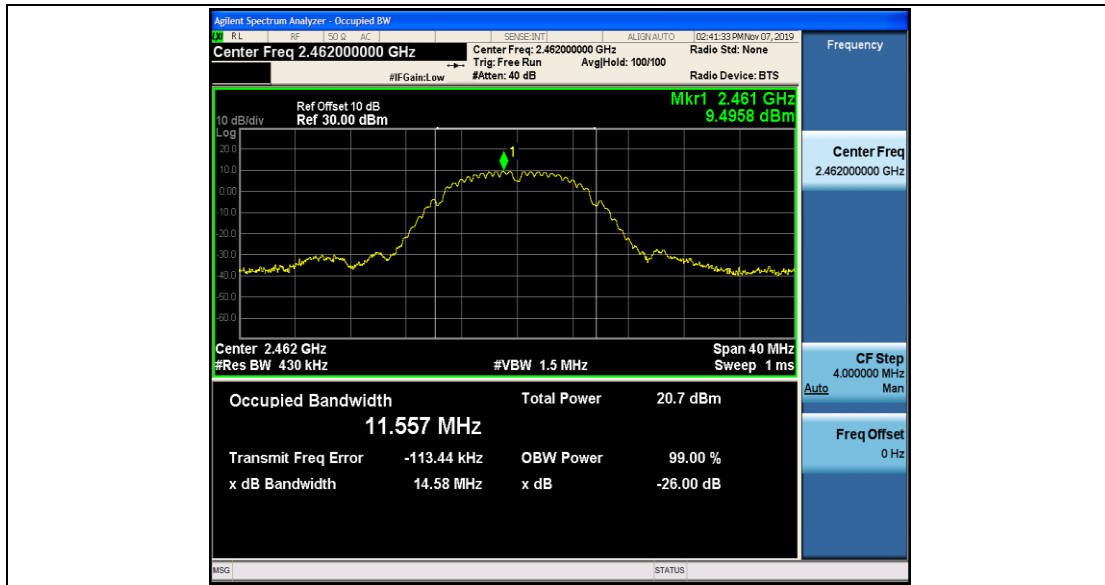 Agilent Spectrum Analyzer - Occupied BW
RL RF 50 Ω AC SENSE:INT ALIGN AUTO 02:41:33 PM Nov 07, 2019
Center Freq 2.462000000 GHz
Center Freq: 2.462000000 GHz
Radio Std: None
Trig: Free Run Avg|Hold: 100/100
#IFGain:Low
#Atten: 40 dB
Radio Device: BTS
Frequency
Ref Offset 10 dB
Mkr1 2.461 GHz
10 dB/div
Ref 30.00 dBm
9.4958 dBm
Log
20.0
10.0
0.00
-10.0
-20.0
-30.0
-40.0
-50.0
-60.0
1
Center 2.462 GHz
Span 40 MHz
#Res BW 430 kHz
#VBW 1.5 MHz
Sweep 1 ms
Center Freq
2.462000000 GHz
CF Step
4.000000 MHz
Auto Man
Freq Offset
0 Hz
Occupied Bandwidth
Total Power 20.7 dBm
11.557 MHz
Transmit Freq Error -113.44 kHz
OBW Power 99.00 %
x dB Bandwidth 14.58 MHz
x dB -26.00 dB
MSG
STATUS